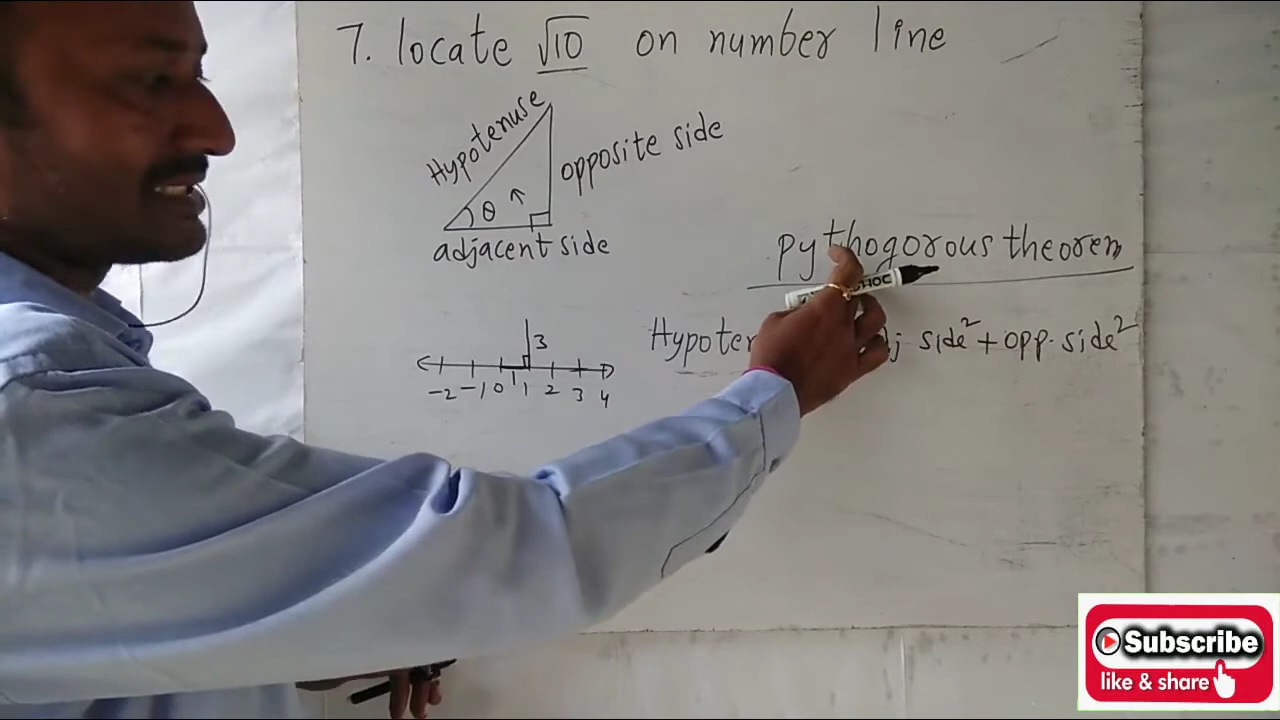 7. locate √10 on number line
Hypotenuse
opposite side
θ
adjacent side
pythogorous theorem
3
-2 -1 0 1 1 2 3 4
side² + opp. side²
Subscribe
like & share